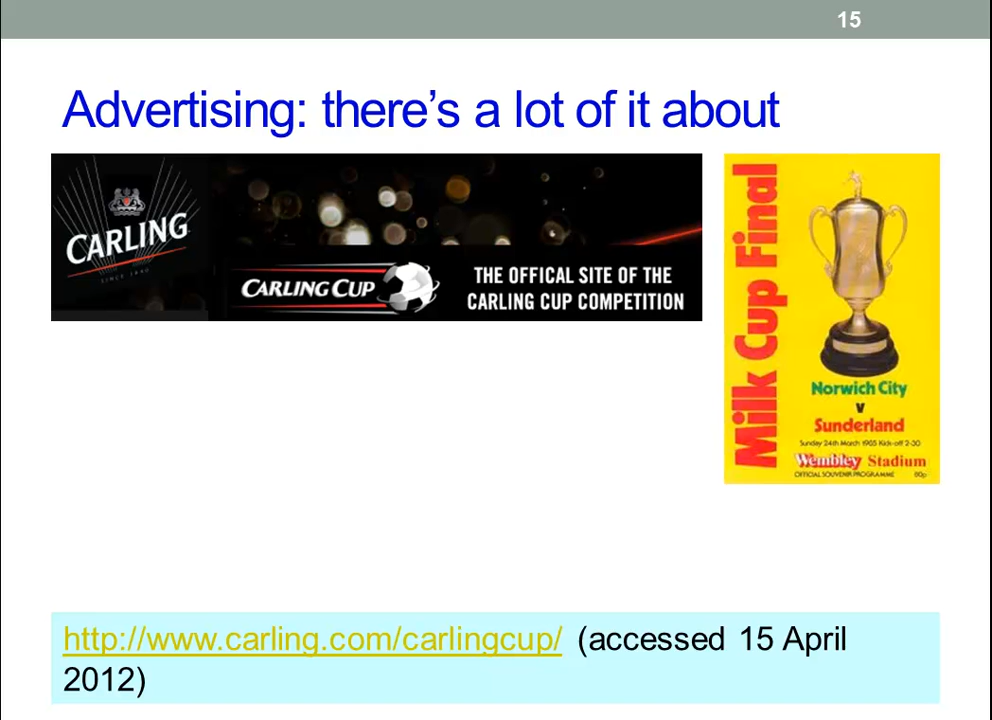 15
Advertising: there’s a lot of it about
CARLING
SINCE 1840
CARLING CUP
THE OFFICAL SITE OF THE
CARLING CUP COMPETITION
Milk Cup Final
Norwich City
v
Sunderland
Sunday 24th March 1985 Kick-off 2·30
Wembley Stadium
OFFICIAL SOUVENIR PROGRAMME 80p
http://www.carling.com/carlingcup/ (accessed 15 April
2012)